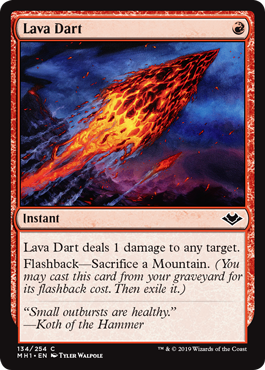 Lava Dart
Instant
Lava Dart deals 1 damage to any target.
Flashback—Sacrifice a Mountain. (You
may cast this card from your graveyard for
its flashback cost. Then exile it.)
“Small outbursts are healthy.”
—Koth of the Hammer
134/254 C
MH1 • EN TYLER WALPOLE
™ & © 2019 Wizards of the Coast